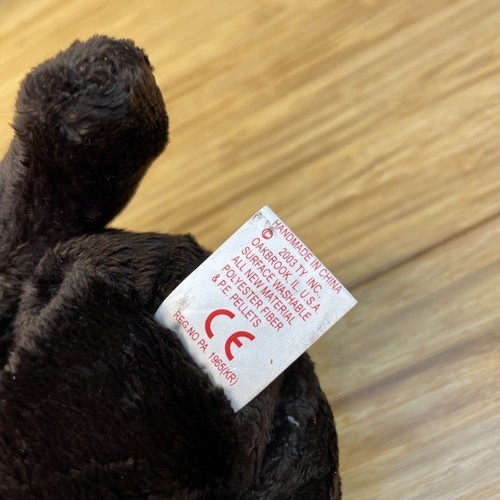 HANDMADE IN CHINA
© 2003 TY INC.
OAKBROOK, IL. U.S.A.
SURFACE WASHABLE
ALL NEW MATERIAL
POLYESTER FIBER
& P.E. PELLETS
CE
REG.NO PA. 1965(KR)